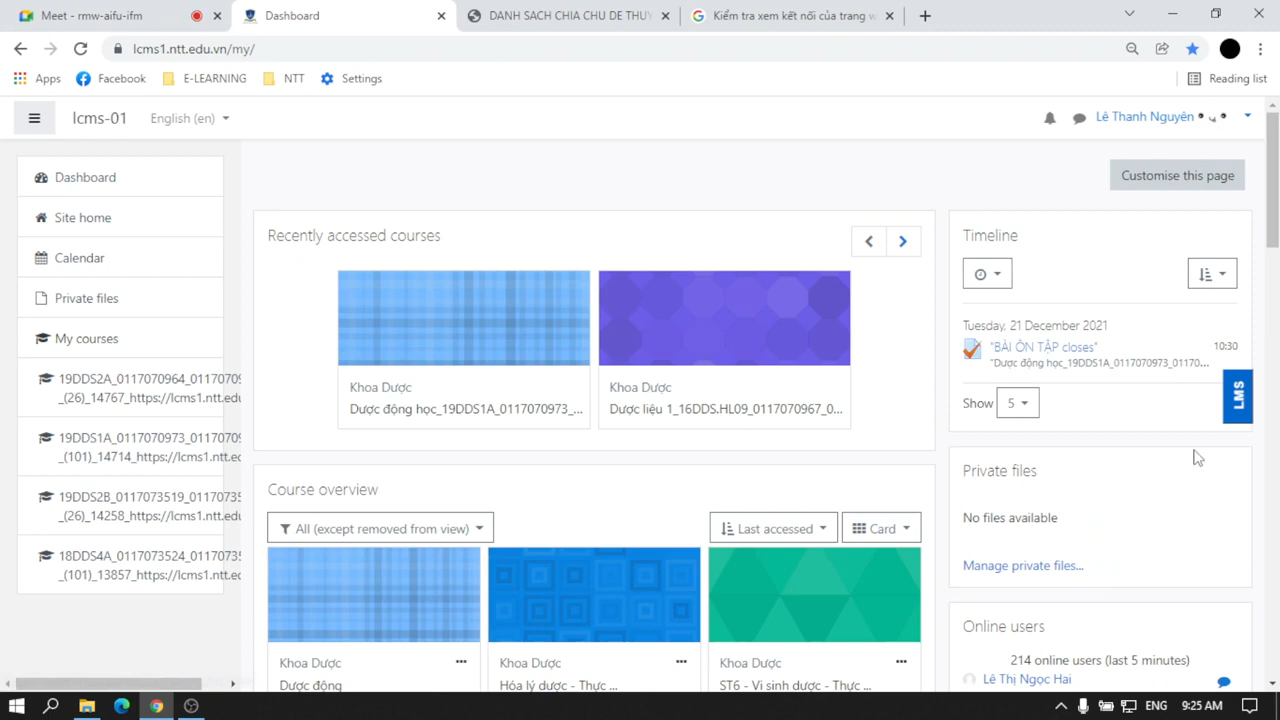 Meet - rmw-aifu-ifm
Dashboard
DANH SACH CHIA CHU DE THUY
Kiểm tra xem kết nối của trang w
lcms1.ntt.edu.vn/my/
Apps
Facebook
E-LEARNING
NTT
Settings
Reading list
lcms-01
English (en)
Lê Thanh Nguyên
Customise this page
Dashboard
Site home
Calendar
Private files
My courses
19DDS2A_0117070964_01170709
_(26)_14767_https://lcms1.ntt.edu
19DDS1A_0117070973_01170709
_(101)_14714_https://lcms1.ntt.ed
19DDS2B_0117073519_01170735
_(26)_14258_https://lcms1.ntt.edu
18DDS4A_0117073524_01170735
_(101)_13857_https://lcms1.ntt.ed
Recently accessed courses
Khoa Dược
Dược động học_19DDS1A_0117070973_...
Khoa Dược
Dược liệu 1_16DDS.HL09_0117070967_0...
Course overview
All (except removed from view)
Last accessed
Card
Khoa Dược
Dược động
Khoa Dược
Hóa lý dược - Thực ...
Khoa Dược
ST6 - Vi sinh dược - Thực ...
Timeline
Tuesday, 21 December 2021
"BÀI ÔN TẬP closes"
10:30
"Dược động học_19DDS1A_0117070973_01170...
Show
5
LMS
Private files
No files available
Manage private files...
Online users
214 online users (last 5 minutes)
Lê Thị Ngọc Hai
ENG
9:25 AM